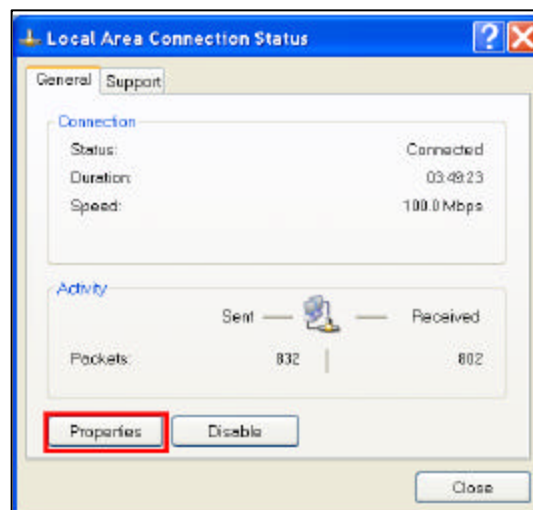 Local Area Connection Status
General Support
Connection
Status: Connected
Duration: 03:49:23
Speed: 100.0 Mbps
Activity
Sent Received
Packets: 832 802
Properties Disable
Close